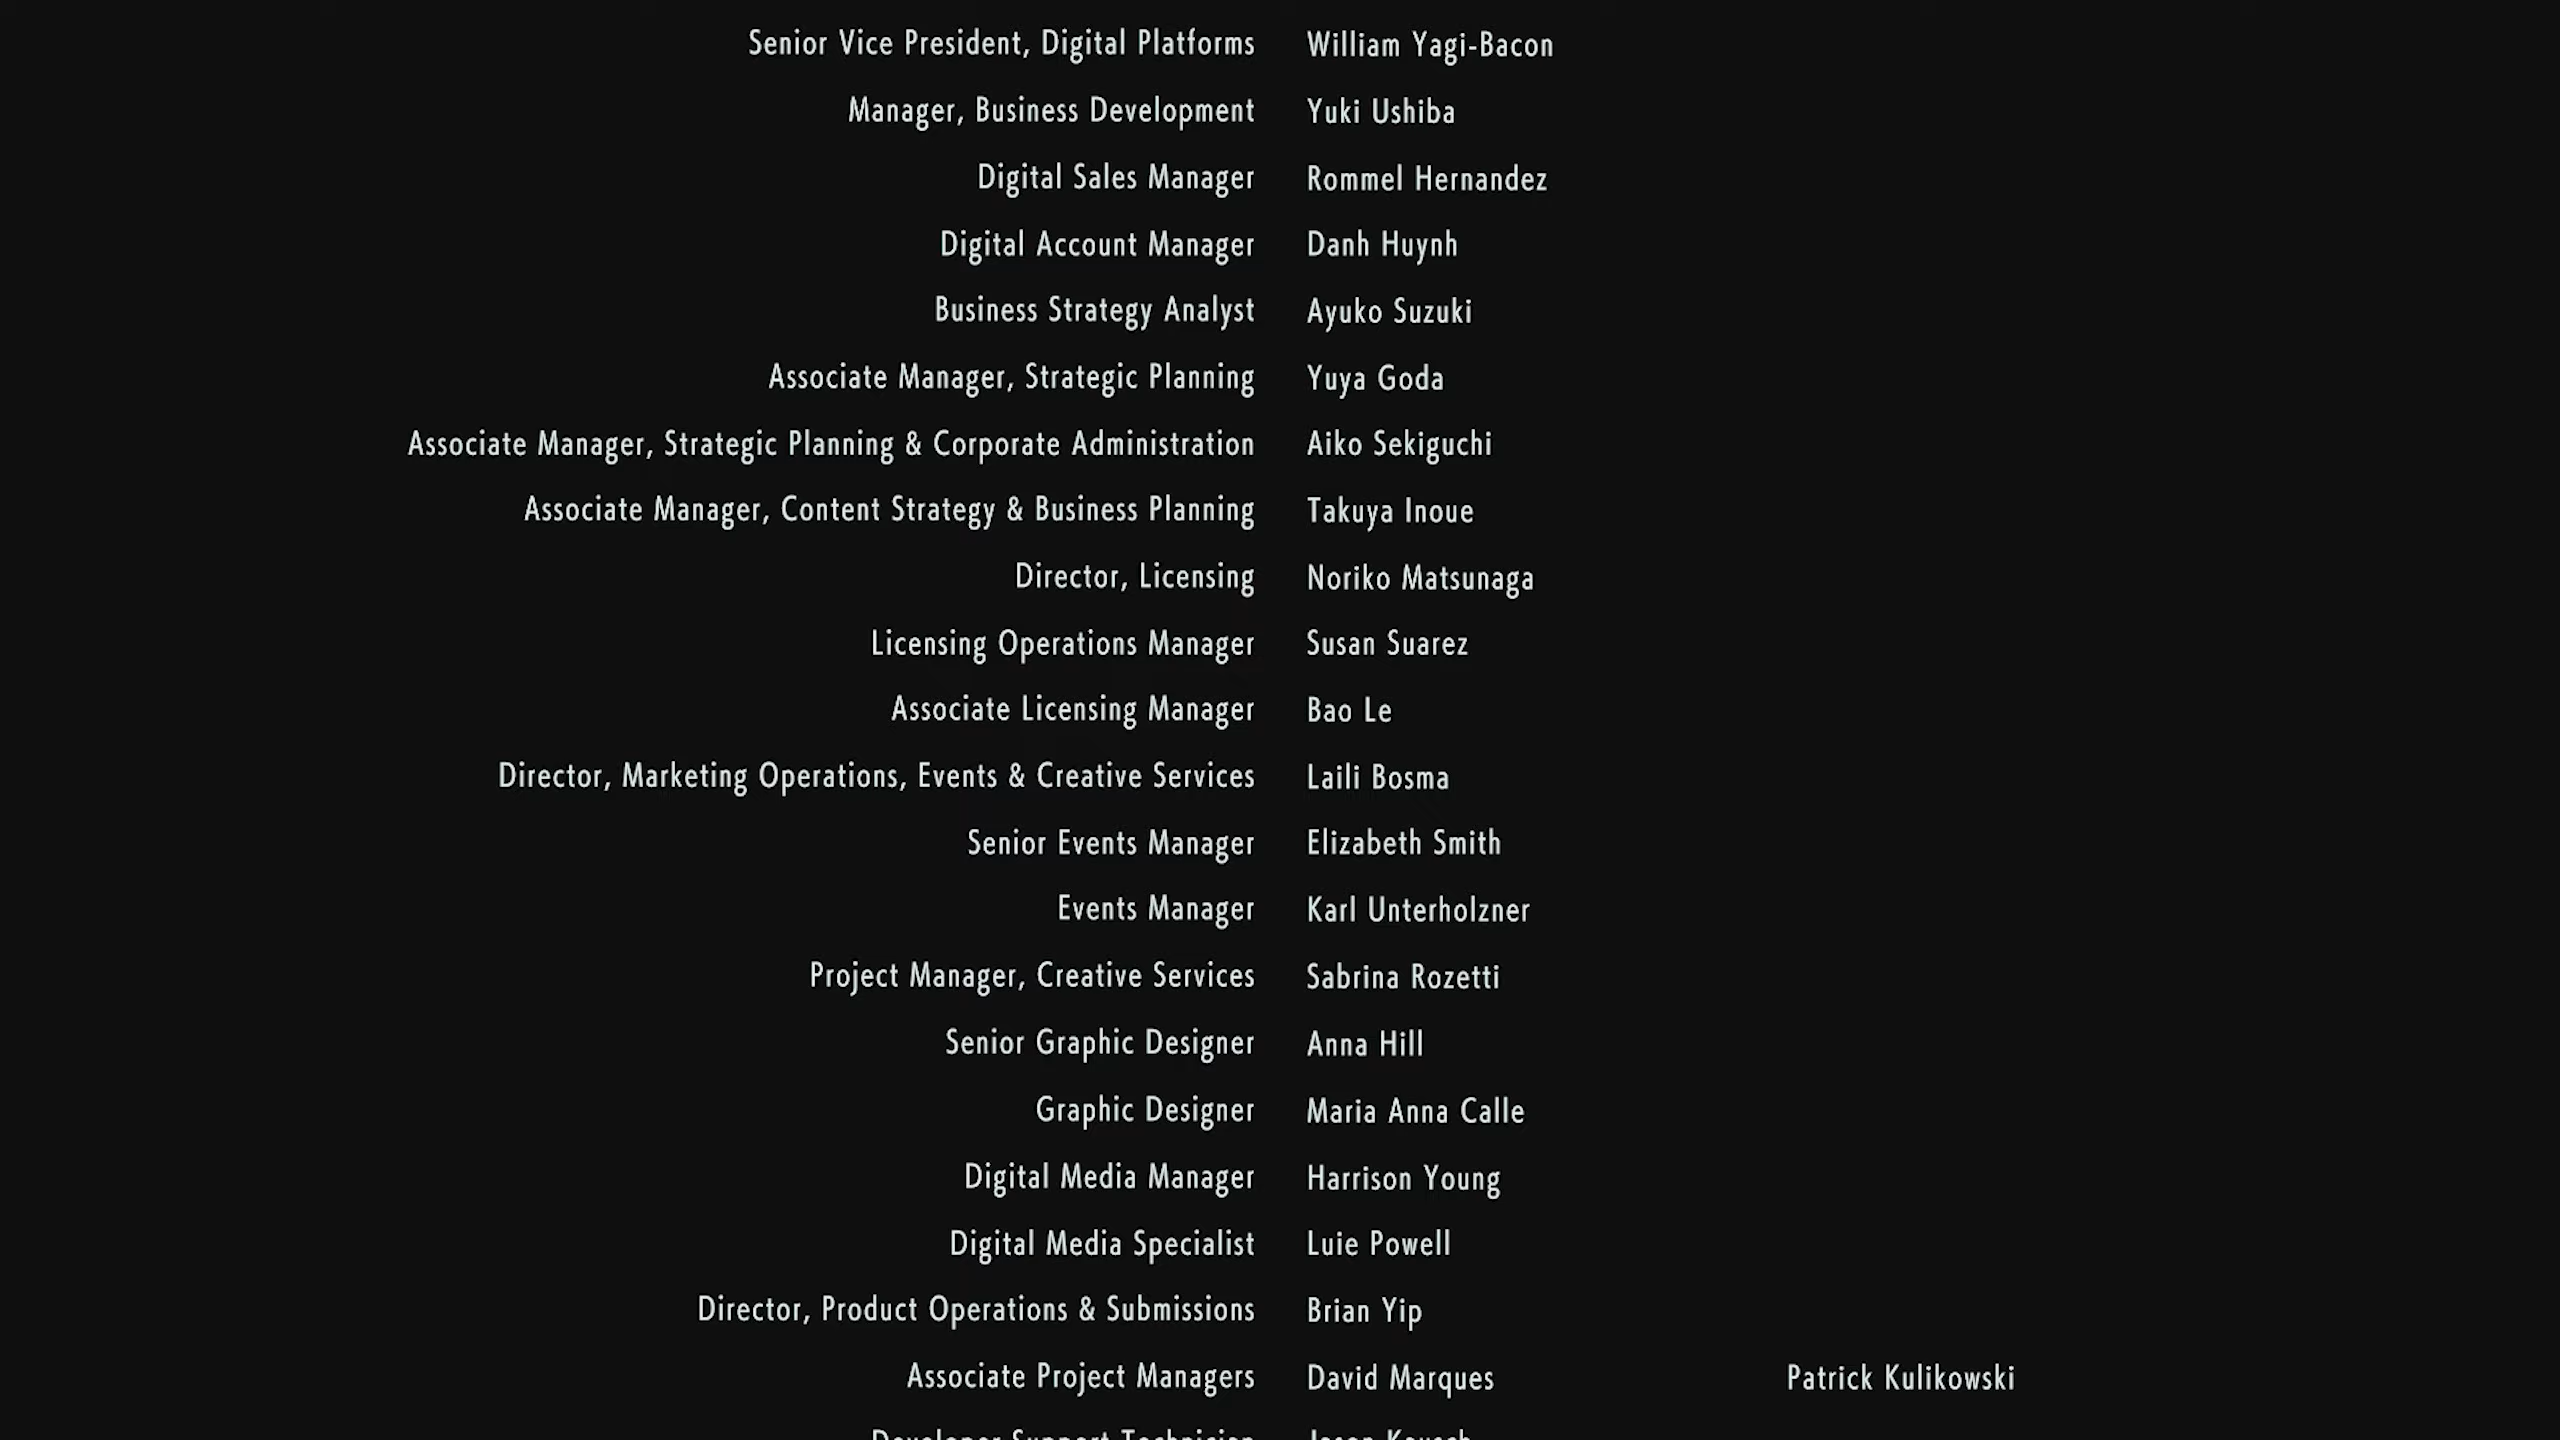 Senior Vice President, Digital Platforms William Yagi-Bacon
Manager, Business Development Yuki Ushiba
Digital Sales Manager Rommel Hernandez
Digital Account Manager Danh Huynh
Business Strategy Analyst Ayuko Suzuki
Associate Manager, Strategic Planning Yuya Goda
Associate Manager, Strategic Planning & Corporate Administration Aiko Sekiguchi
Associate Manager, Content Strategy & Business Planning Takuya Inoue
Director, Licensing Noriko Matsunaga
Licensing Operations Manager Susan Suarez
Associate Licensing Manager Bao Le
Director, Marketing Operations, Events & Creative Services Laili Bosma
Senior Events Manager Elizabeth Smith
Events Manager Karl Unterholzner
Project Manager, Creative Services Sabrina Rozetti
Senior Graphic Designer Anna Hill
Graphic Designer Maria Anna Calle
Digital Media Manager Harrison Young
Digital Media Specialist Luie Powell
Director, Product Operations & Submissions Brian Yip
Associate Project Managers David Marques Patrick Kulikowski
Developer Support Technician Jason